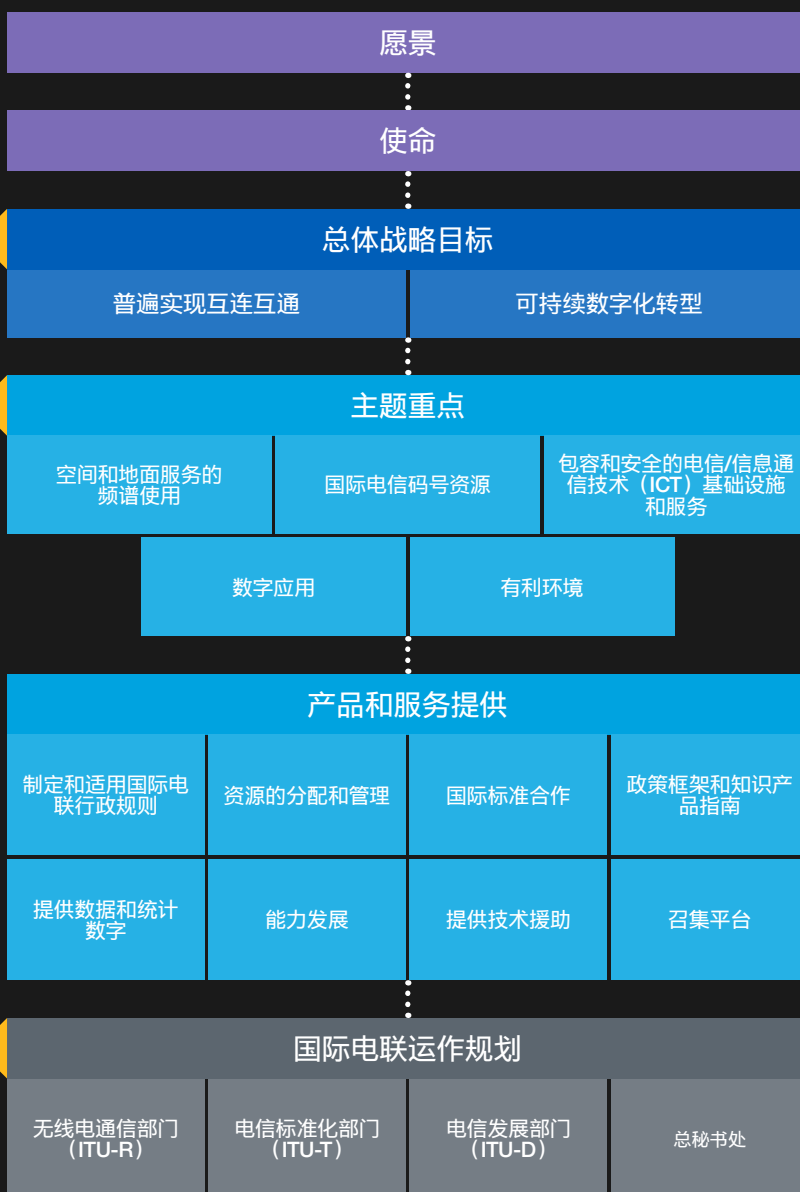 愿景
使命
总体战略目标
普遍实现互连互通
可持续数字化转型
主题重点
空间和地面服务的
频谱使用
国际电信码号资源
包容和安全的电信/信息通
信技术（ICT）基础设施
和服务
数字应用
有利环境
产品和服务提供
制定和适用国际电
联行政规则
资源的分配和管理
国际标准合作
政策框架和知识产
品指南
提供数据和统计
数字
能力发展
提供技术援助
召集平台
国际电联运作规划
无线电通信部门
（ITU-R）
电信标准化部门
（ITU-T）
电信发展部门
（ITU-D）
总秘书处